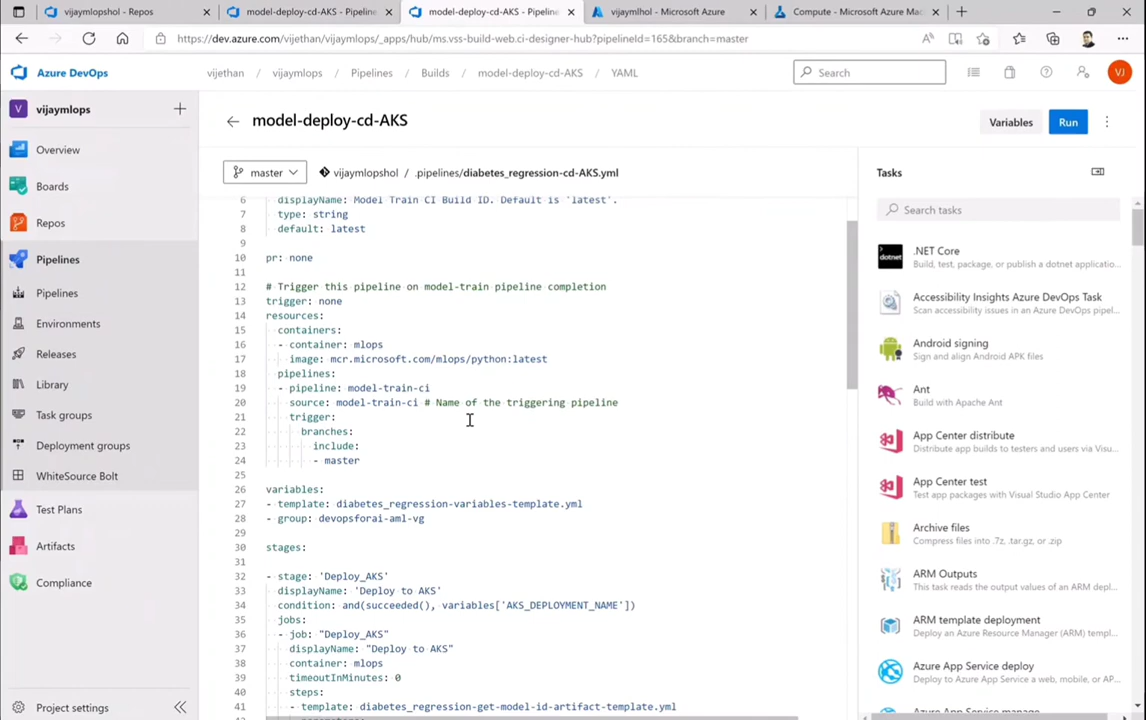 vijaymlopshol - Repos
model-deploy-cd-AKS - Pipeline
model-deploy-cd-AKS - Pipeline
vijaymlhol - Microsoft Azure
Compute - Microsoft Azure Mac
https://dev.azure.com/vijethan/vijaymlops/_apps/hub/ms.vss-build-web.ci-designer-hub?pipelineId=165&branch=master
Azure DevOps
vijethan / vijaymlops / Pipelines / Builds / model-deploy-cd-AKS / YAML
Search
VJ
V vijaymlops
Overview
Boards
Repos
Pipelines
Pipelines
Environments
Releases
Library
Task groups
Deployment groups
WhiteSource Bolt
Test Plans
Artifacts
Compliance
Project settings
model-deploy-cd-AKS
Variables
Run
master
vijaymlopshol / .pipelines/diabetes_regression-cd-AKS.yml
6 displayName: Model Train CI Build ID. Default is 'latest'.
7 type: string
8 default: latest
9
10 pr: none
11
12 # Trigger this pipeline on model-train pipeline completion
13 trigger: none
14 resources:
15 containers:
16 - container: mlops
17 image: mcr.microsoft.com/mlops/python:latest
18 pipelines:
19 - pipeline: model-train-ci
20 source: model-train-ci # Name of the triggering pipeline
21 trigger:
22 branches:
23 include:
24 - master
25
26 variables:
27 - template: diabetes_regression-variables-template.yml
28 - group: devopsforai-aml-vg
29
30 stages:
31
32 - stage: 'Deploy_AKS'
33 displayName: 'Deploy to AKS'
34 condition: and(succeeded(), variables['AKS_DEPLOYMENT_NAME'])
35 jobs:
36 - job: "Deploy_AKS"
37 displayName: "Deploy to AKS"
38 container: mlops
39 timeoutInMinutes: 0
40 steps:
41 - template: diabetes_regression-get-model-id-artifact-template.yml
Tasks
Search tasks
dotnet
.NET Core
Build, test, package, or publish a dotnet applicatio...
Accessibility Insights Azure DevOps Task
Scan accessibility issues in an Azure DevOps pipel...
Android signing
Sign and align Android APK files
Ant
Build with Apache Ant
App Center distribute
Distribute app builds to testers and users via Visu...
App Center test
Test app packages with Visual Studio App Center
Archive files
Compress files into .7z, .tar.gz, or .zip
ARM Outputs
This task reads the output values of an ARM depl...
ARM template deployment
Deploy an Azure Resource Manager (ARM) templ...
Azure App Service deploy
Deploy to Azure App Service a web, mobile, or AP...